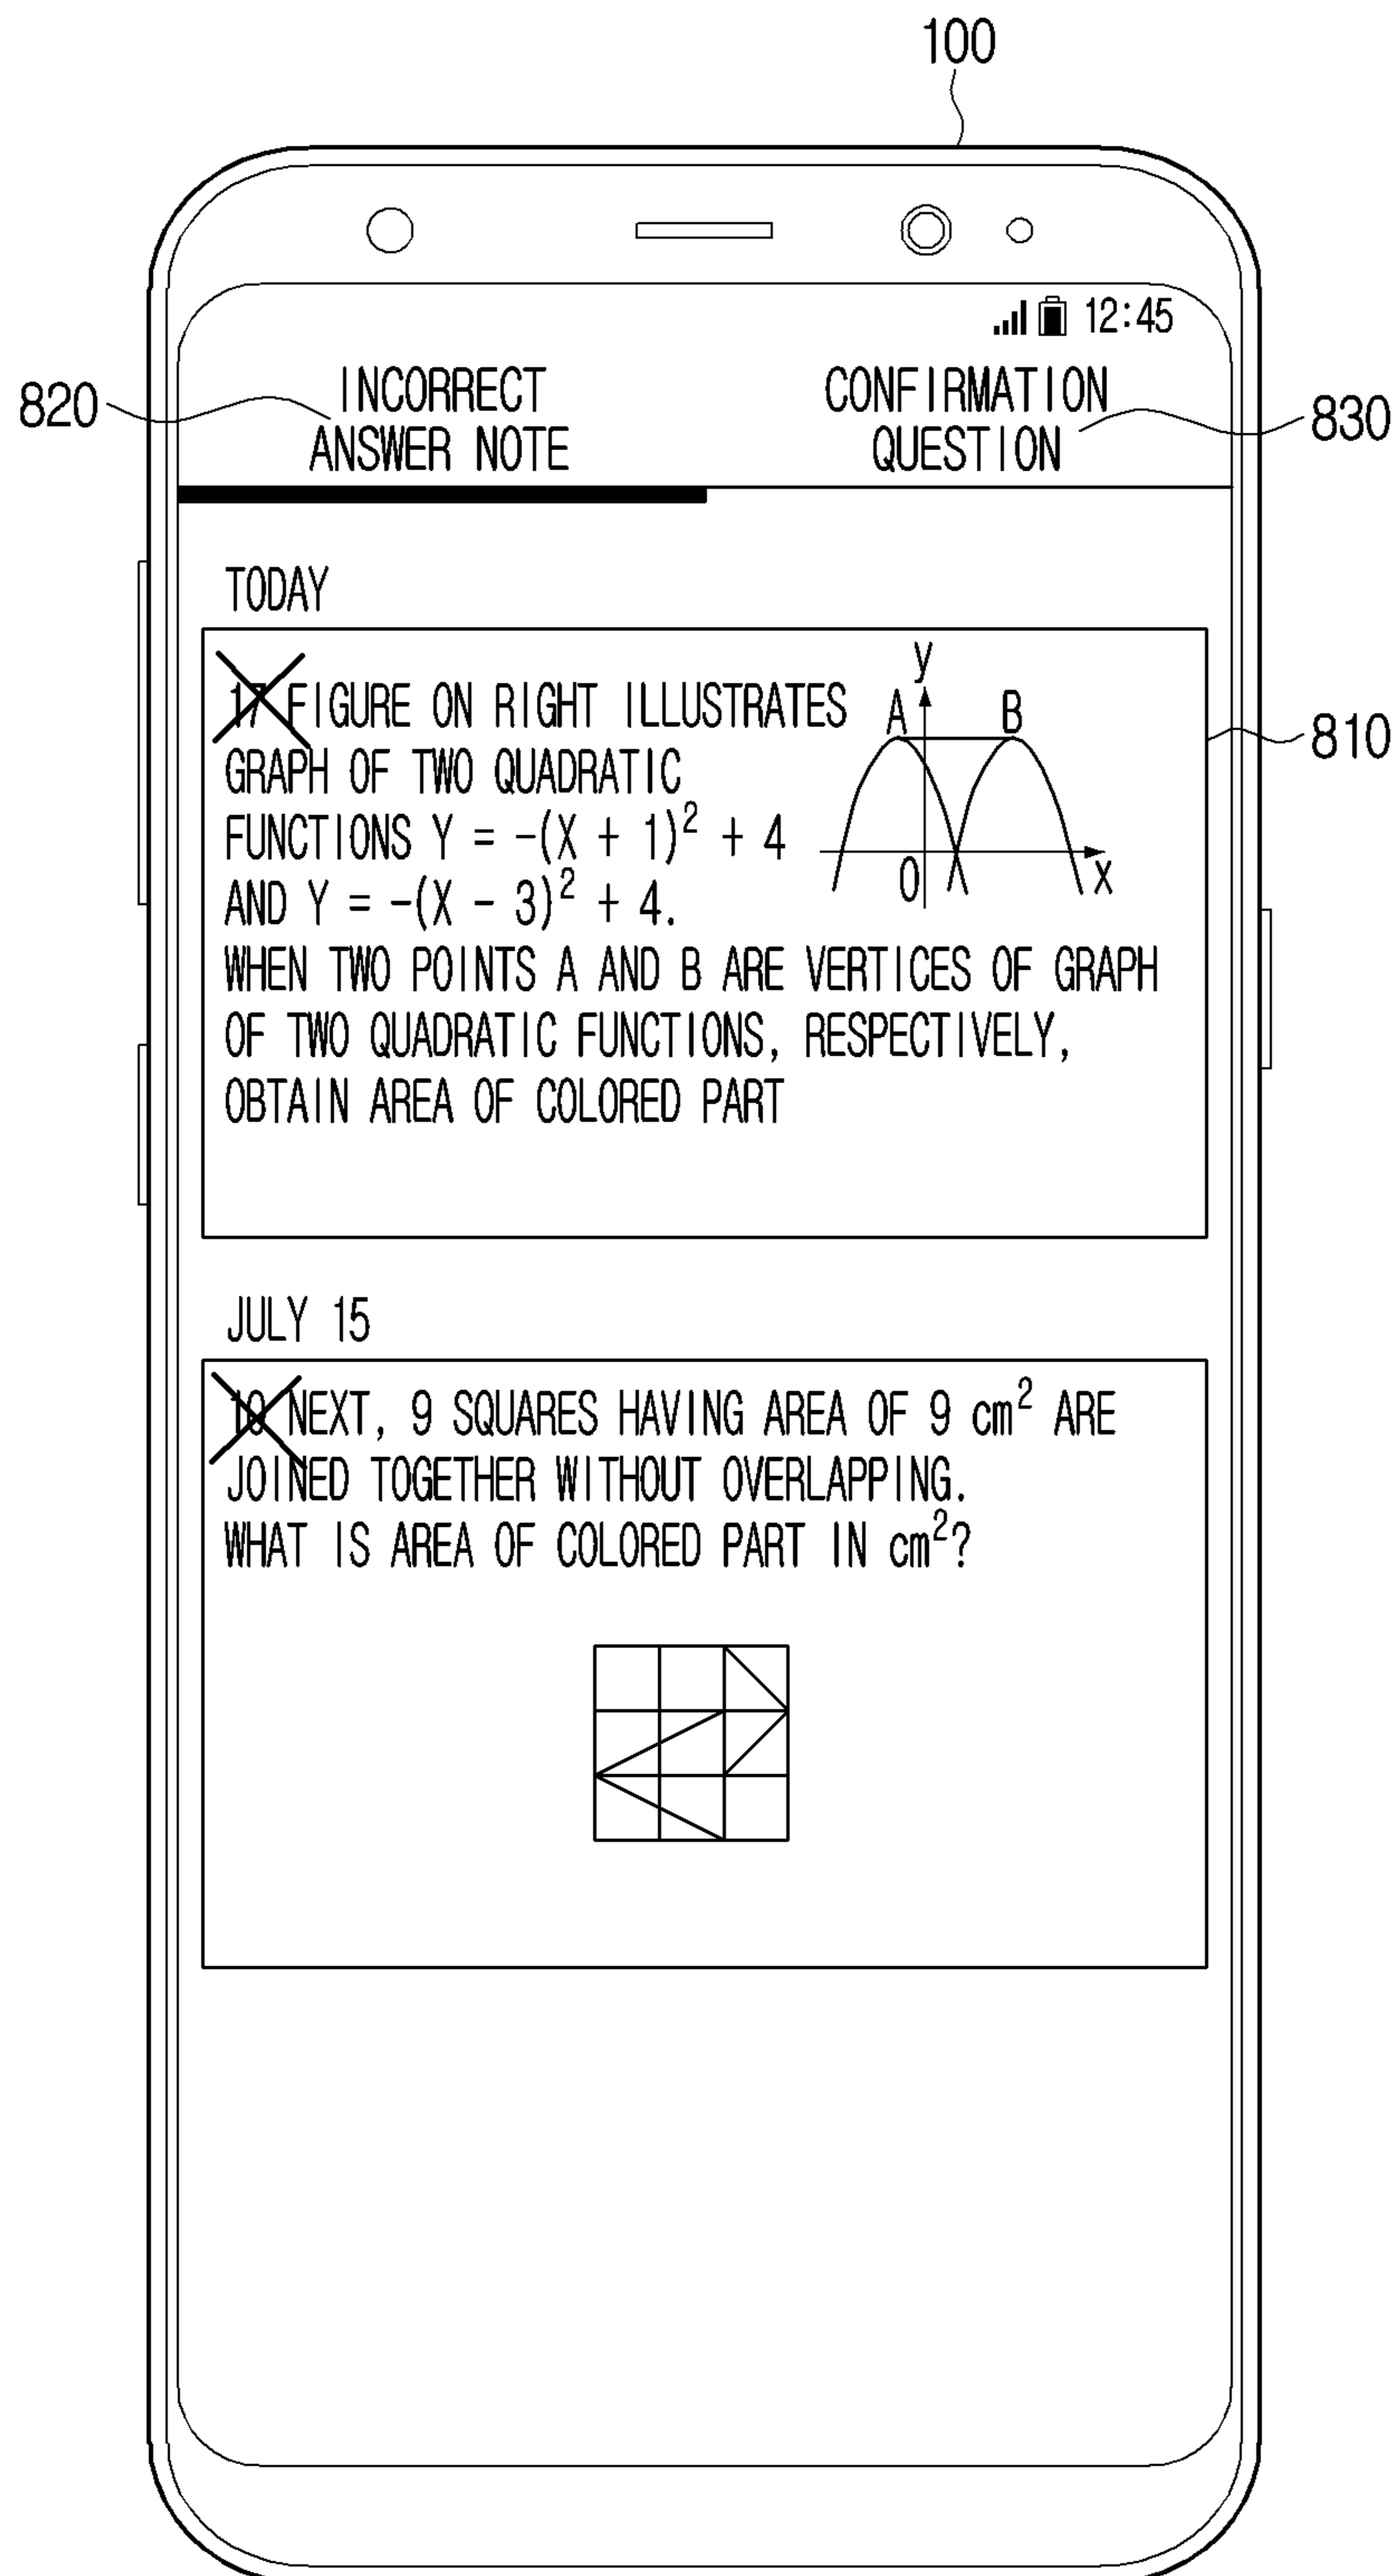 100
12:45
820
INCORRECT
ANSWER NOTE
CONFIRMATION
QUESTION
830
TODAY
17 FIGURE ON RIGHT ILLUSTRATES
GRAPH OF TWO QUADRATIC
FUNCTIONS Y = -(X + 1)² + 4
AND Y = -(X - 3)² + 4.
WHEN TWO POINTS A AND B ARE VERTICES OF GRAPH
OF TWO QUADRATIC FUNCTIONS, RESPECTIVELY,
OBTAIN AREA OF COLORED PART
y
A
B
O
x
810
JULY 15
10 NEXT, 9 SQUARES HAVING AREA OF 9 cm² ARE
JOINED TOGETHER WITHOUT OVERLAPPING.
WHAT IS AREA OF COLORED PART IN cm²?